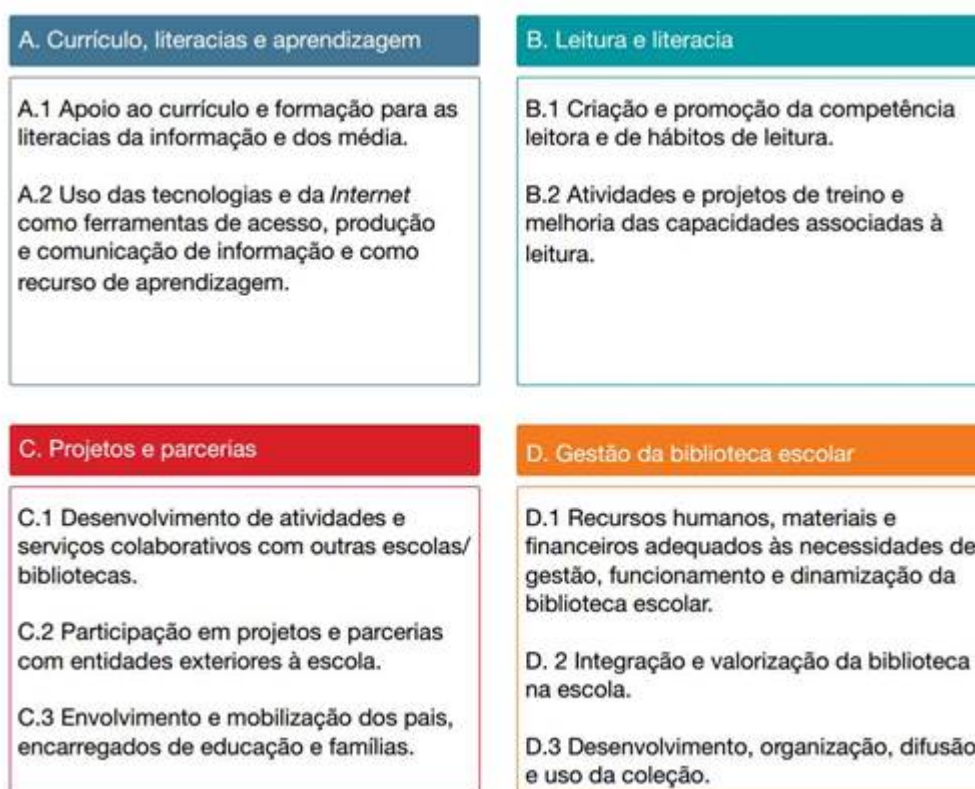 A. Currículo, literacias e aprendizagem
A.1 Apoio ao currículo e formação para as
literacias da informação e dos média.
A.2 Uso das tecnologias e da Internet
como ferramentas de acesso, produção
e comunicação de informação e como
recurso de aprendizagem.
B. Leitura e literacia
B.1 Criação e promoção da competência
leitora e de hábitos de leitura.
B.2 Atividades e projetos de treino e
melhoria das capacidades associadas à
leitura.
C. Projetos e parcerias
C.1 Desenvolvimento de atividades e
serviços colaborativos com outras escolas/
bibliotecas.
C.2 Participação em projetos e parcerias
com entidades exteriores à escola.
C.3 Envolvimento e mobilização dos pais,
encarregados de educação e famílias.
D. Gestão da biblioteca escolar
D.1 Recursos humanos, materiais e
financeiros adequados às necessidades de
gestão, funcionamento e dinamização da
biblioteca escolar.
D. 2 Integração e valorização da biblioteca
na escola.
D.3 Desenvolvimento, organização, difusão
e uso da coleção.